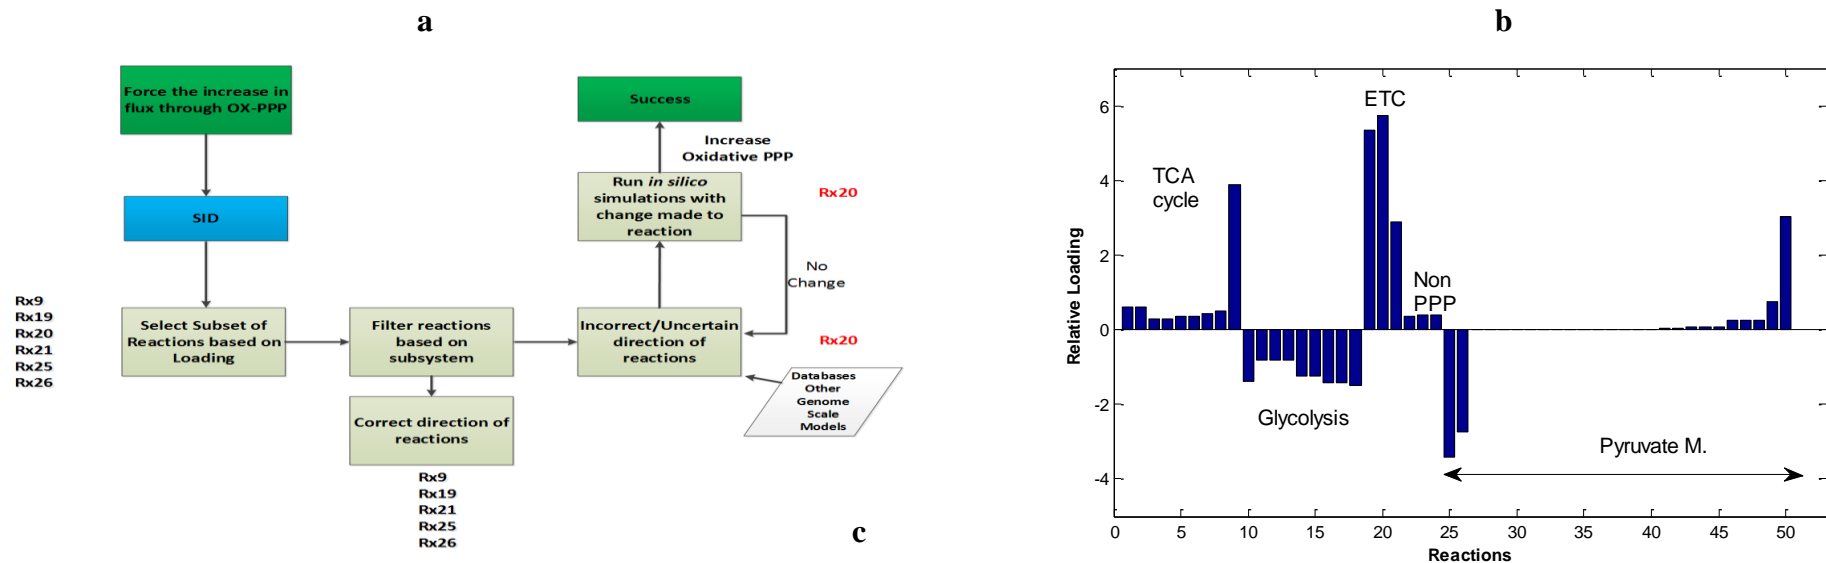 a
Force the increase in
flux through OX-PPP
SID
Rx9
Rx19
Rx20
Rx21
Rx25
Rx26
Select Subset of
Reactions based on
Loading
Filter reactions
based on
subsystem
Correct direction of
reactions
Rx9
Rx19
Rx21
Rx25
Rx26
Success
Increase
Oxidative PPP
Run in silico
simulations with
change made to
reaction
Rx20
No
Change
Incorrect/Uncertain
direction of
reactions
Rx20
Databases
Other
Genome
Scale
Models
c
b
Relative Loading
6
4
2
0
-2
-4
TCA
cycle
ETC
Non
PPP
Glycolysis
Pyruvate M.
0 5 10 15 20 25 30 35 40 45 50
Reactions